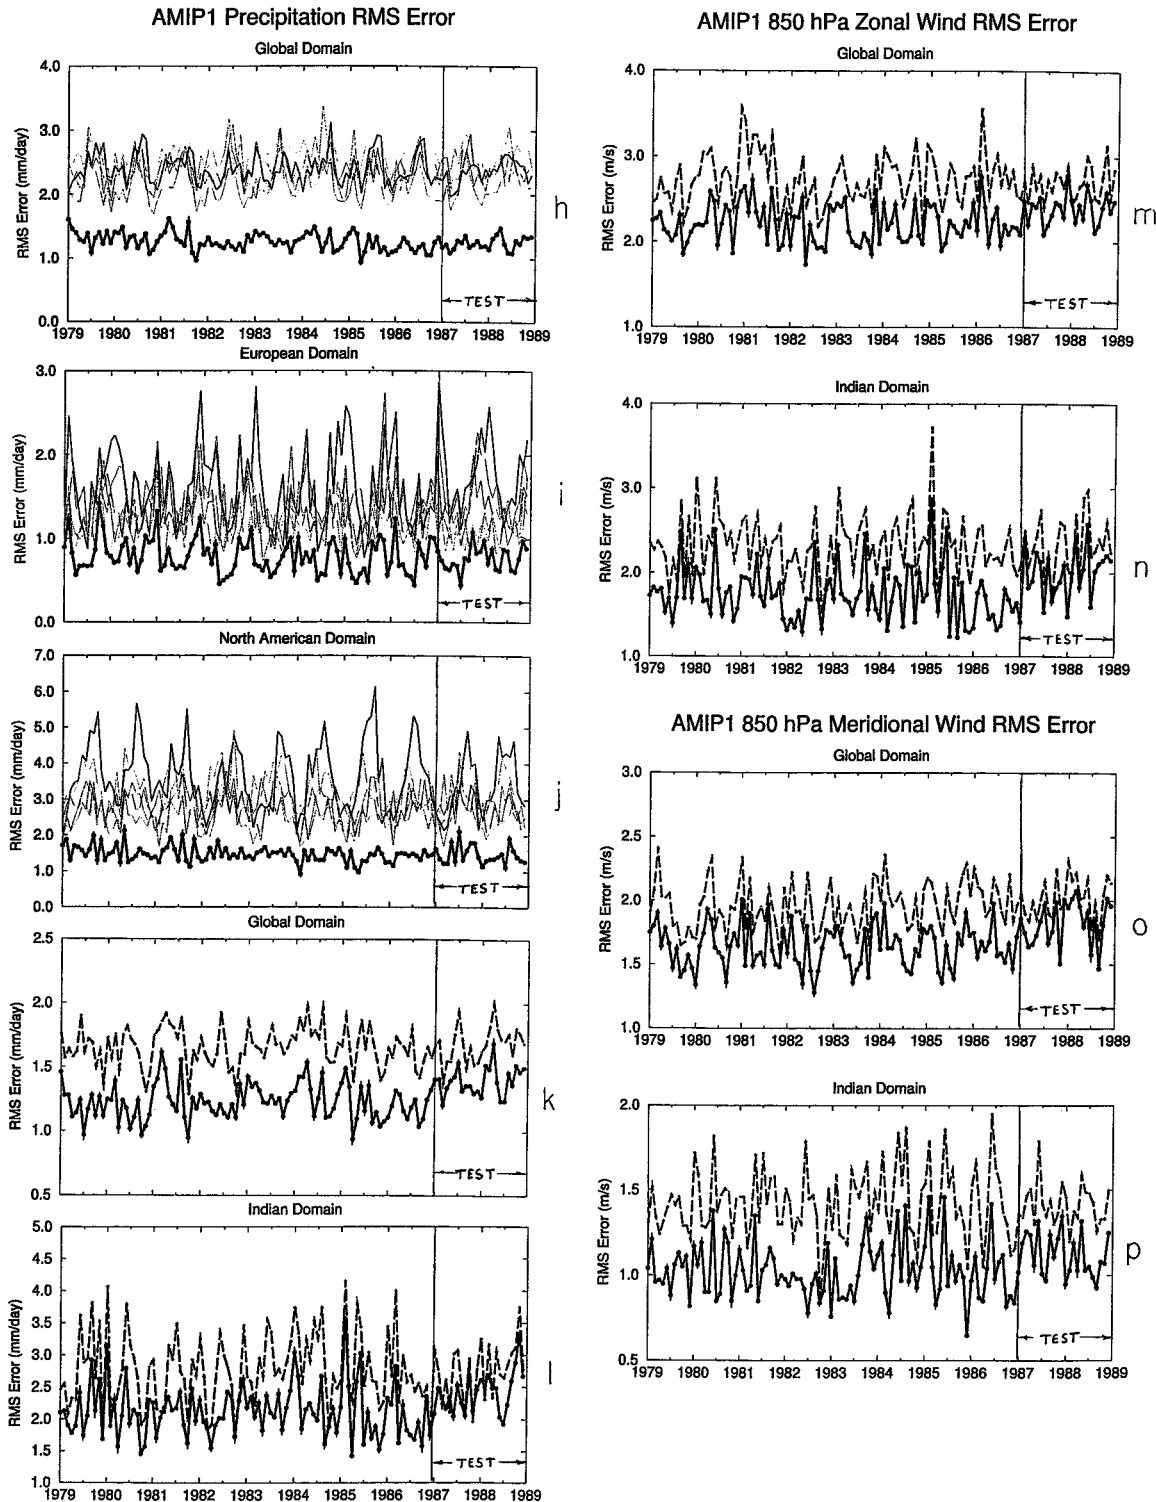 AMIP1 Precipitation RMS Error
Global Domain
4.0
3.0
2.0
1.0
0.0
RMS Error (mm/day)
TEST
h
1979 1980 1981 1982 1983 1984 1985 1986 1987 1988 1989
European Domain
3.0
2.0
1.0
0.0
RMS Error (mm/day)
TEST
i
North American Domain
7.0
6.0
5.0
4.0
3.0
2.0
1.0
0.0
RMS Error (mm/day)
TEST
j
Global Domain
2.5
2.0
1.5
1.0
0.5
RMS Error (mm/day)
TEST
k
Indian Domain
5.0
4.5
4.0
3.5
3.0
2.5
2.0
1.5
1.0
RMS Error (mm/day)
TEST
l
1979 1980 1981 1982 1983 1984 1985 1986 1987 1988 1989
AMIP1 850 hPa Zonal Wind RMS Error
Global Domain
4.0
3.0
2.0
1.0
RMS Error (m/s)
TEST
m
1979 1980 1981 1982 1983 1984 1985 1986 1987 1988 1989
Indian Domain
4.0
3.0
2.0
1.0
RMS Error (m/s)
TEST
n
1979 1980 1981 1982 1983 1984 1985 1986 1987 1988 1989
AMIP1 850 hPa Meridional Wind RMS Error
Global Domain
3.0
2.5
2.0
1.5
1.0
RMS Error (m/s)
TEST
o
1979 1980 1981 1982 1983 1984 1985 1986 1987 1988 1989
Indian Domain
2.0
1.5
1.0
0.5
RMS Error (m/s)
TEST
p
1979 1980 1981 1982 1983 1984 1985 1986 1987 1988 1989